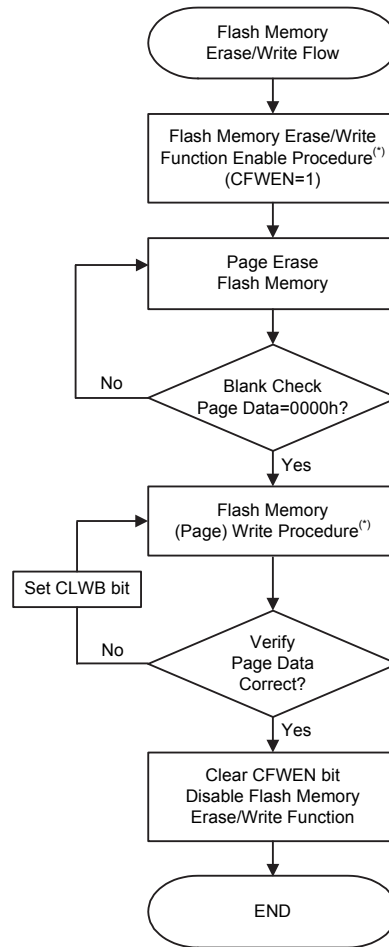 Flash Memory
Erase/Write Flow
Flash Memory Erase/Write
Function Enable Procedure(*)
(CFWEN=1)
Page Erase
Flash Memory
No
Blank Check
Page Data=0000h?
Yes
Flash Memory
(Page) Write Procedure(*)
Set CLWB bit
No
Verify
Page Data
Correct?
Yes
Clear CFWEN bit
Disable Flash Memory
Erase/Write Function
END